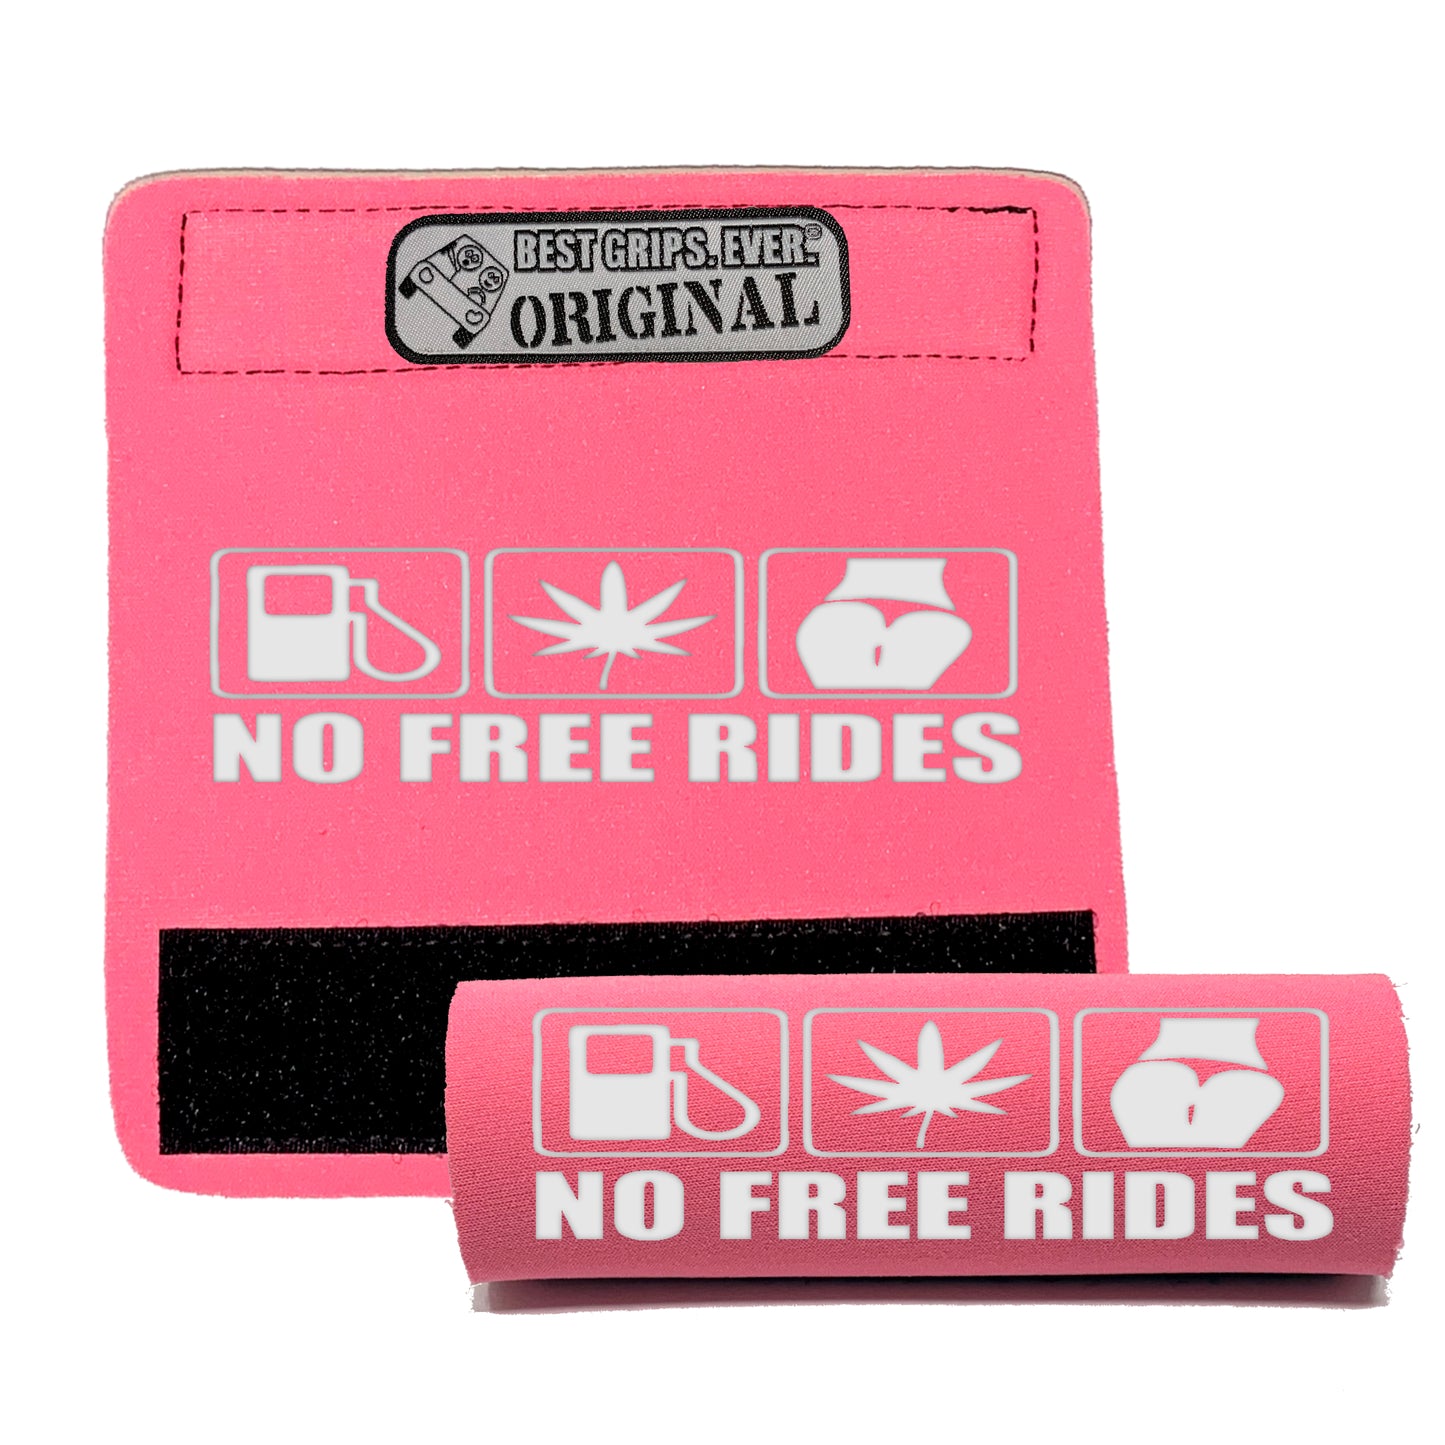 BEST GRIPS. EVER.®
ORIGINAL
NO FREE RIDES
NO FREE RIDES